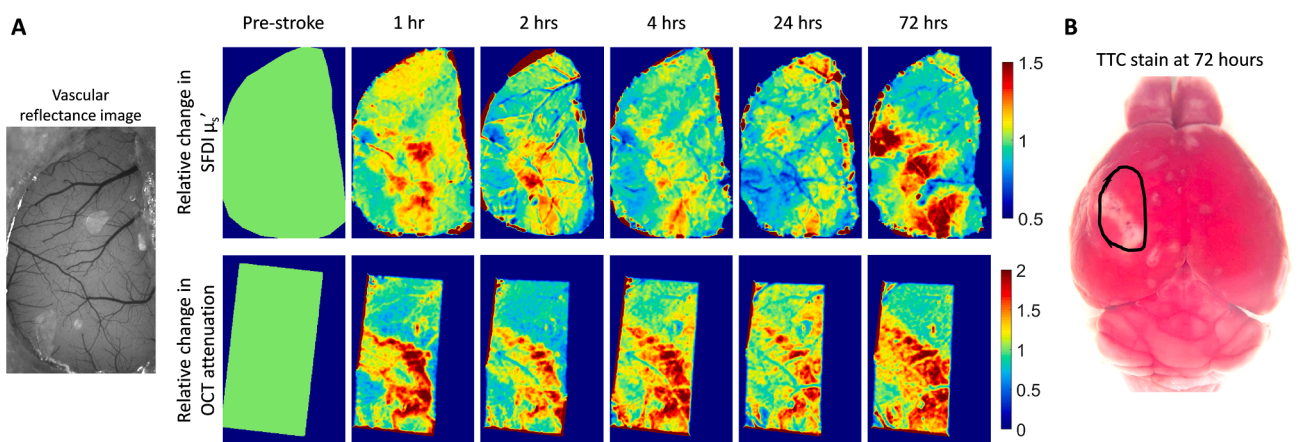 A
Pre-stroke
1 hr
2 hrs
4 hrs
24 hrs
72 hrs
B
Vascular
reflectance image
Relative change in
SFDI μs′
1.5
1
0.5
TTC stain at 72 hours
Relative change in
OCT attenuation
2
1.5
1
0.5
0